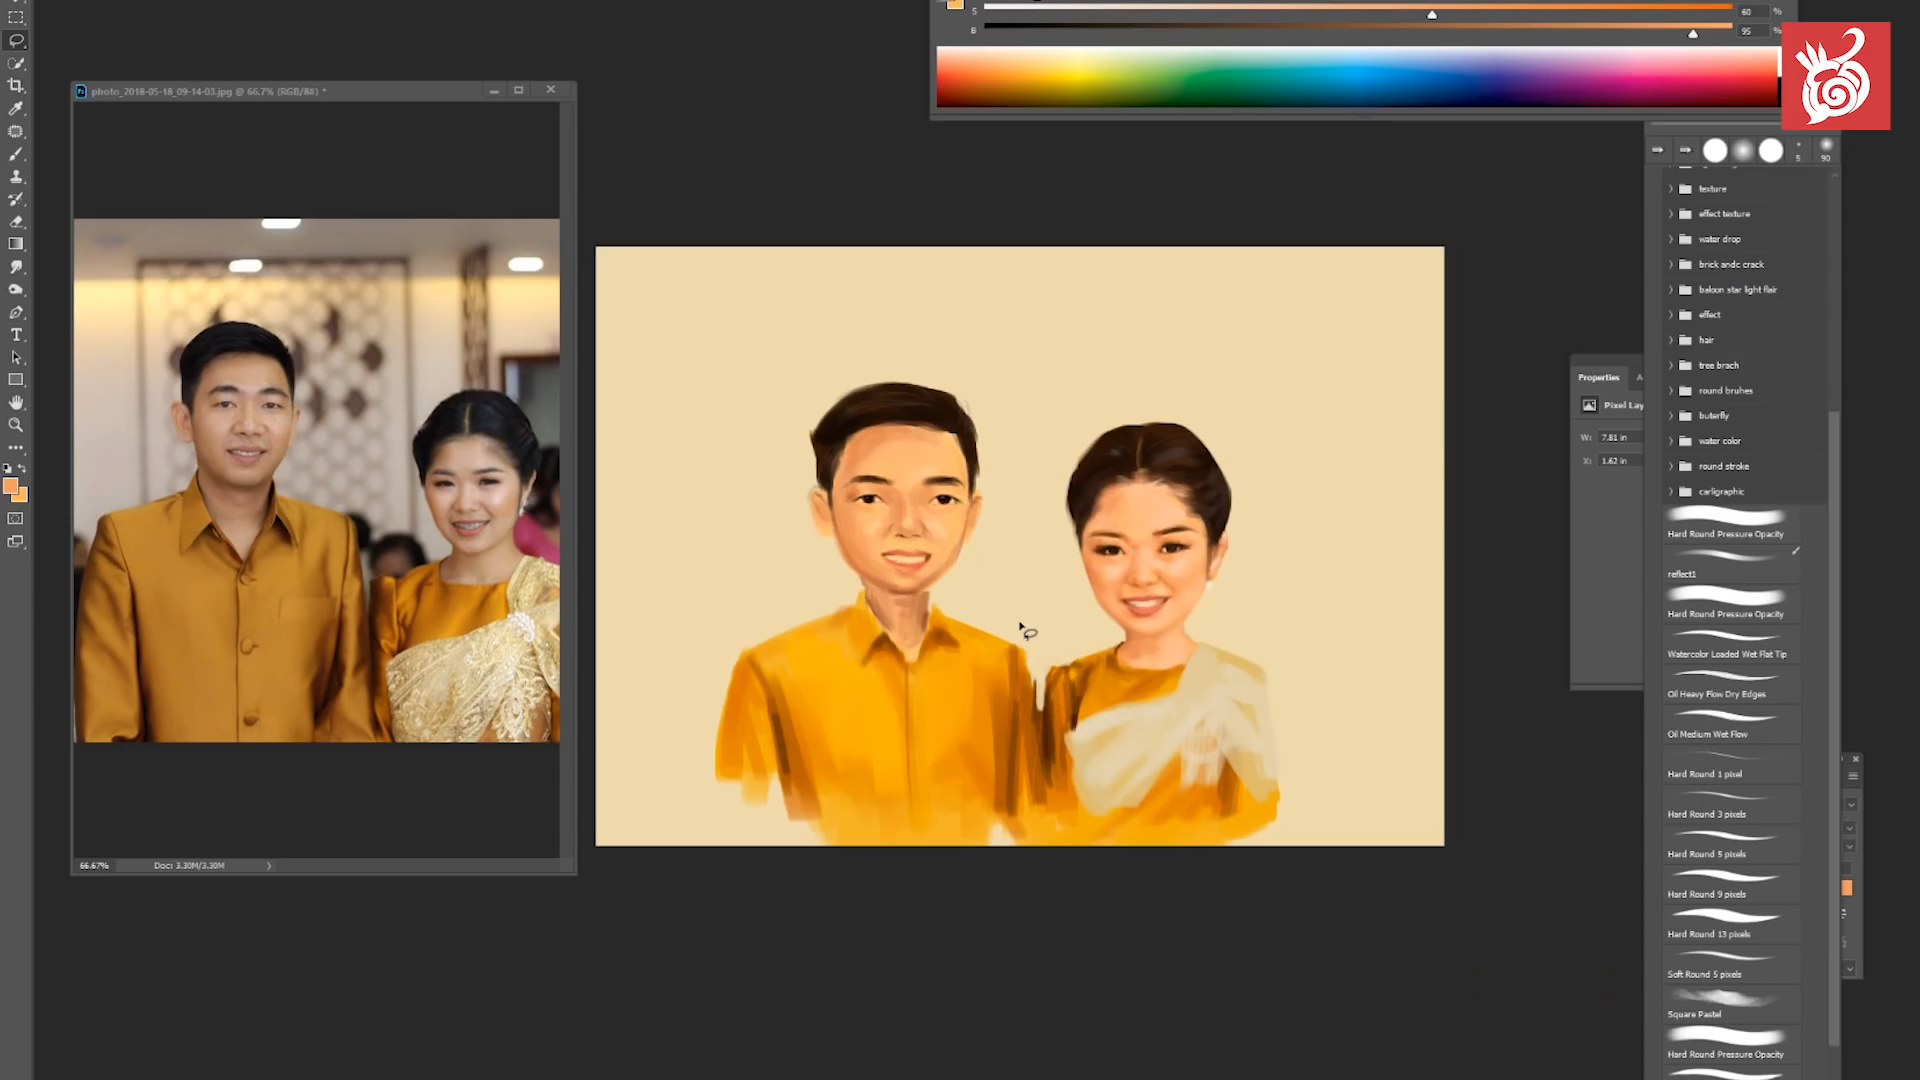 S 60 %
B 95 %
photo_2018-05-18_09-14-03.jpg @ 66.7% (RGB/8#) *
5 90
texture
effect texture
water drop
brick andc crack
baloon star light flair
effect
hair
tree brach
round bruhes
buterfly
water color
round stroke
carligraphic
Properties A
Pixel Lay
W: 7.81 in
X: 1.62 in
Hard Round Pressure Opacity
reflect1
Hard Round Pressure Opacity
Watercolor Loaded Wet Flat Tip
Oil Heavy Flow Dry Edges
Oil Medium Wet Flow
Hard Round 1 pixel
Hard Round 3 pixels
Hard Round 5 pixels
Hard Round 9 pixels
Hard Round 13 pixels
Soft Round 5 pixels
Square Pastel
Hard Round Pressure Opacity
66.67% Doc: 3.30M/3.30M